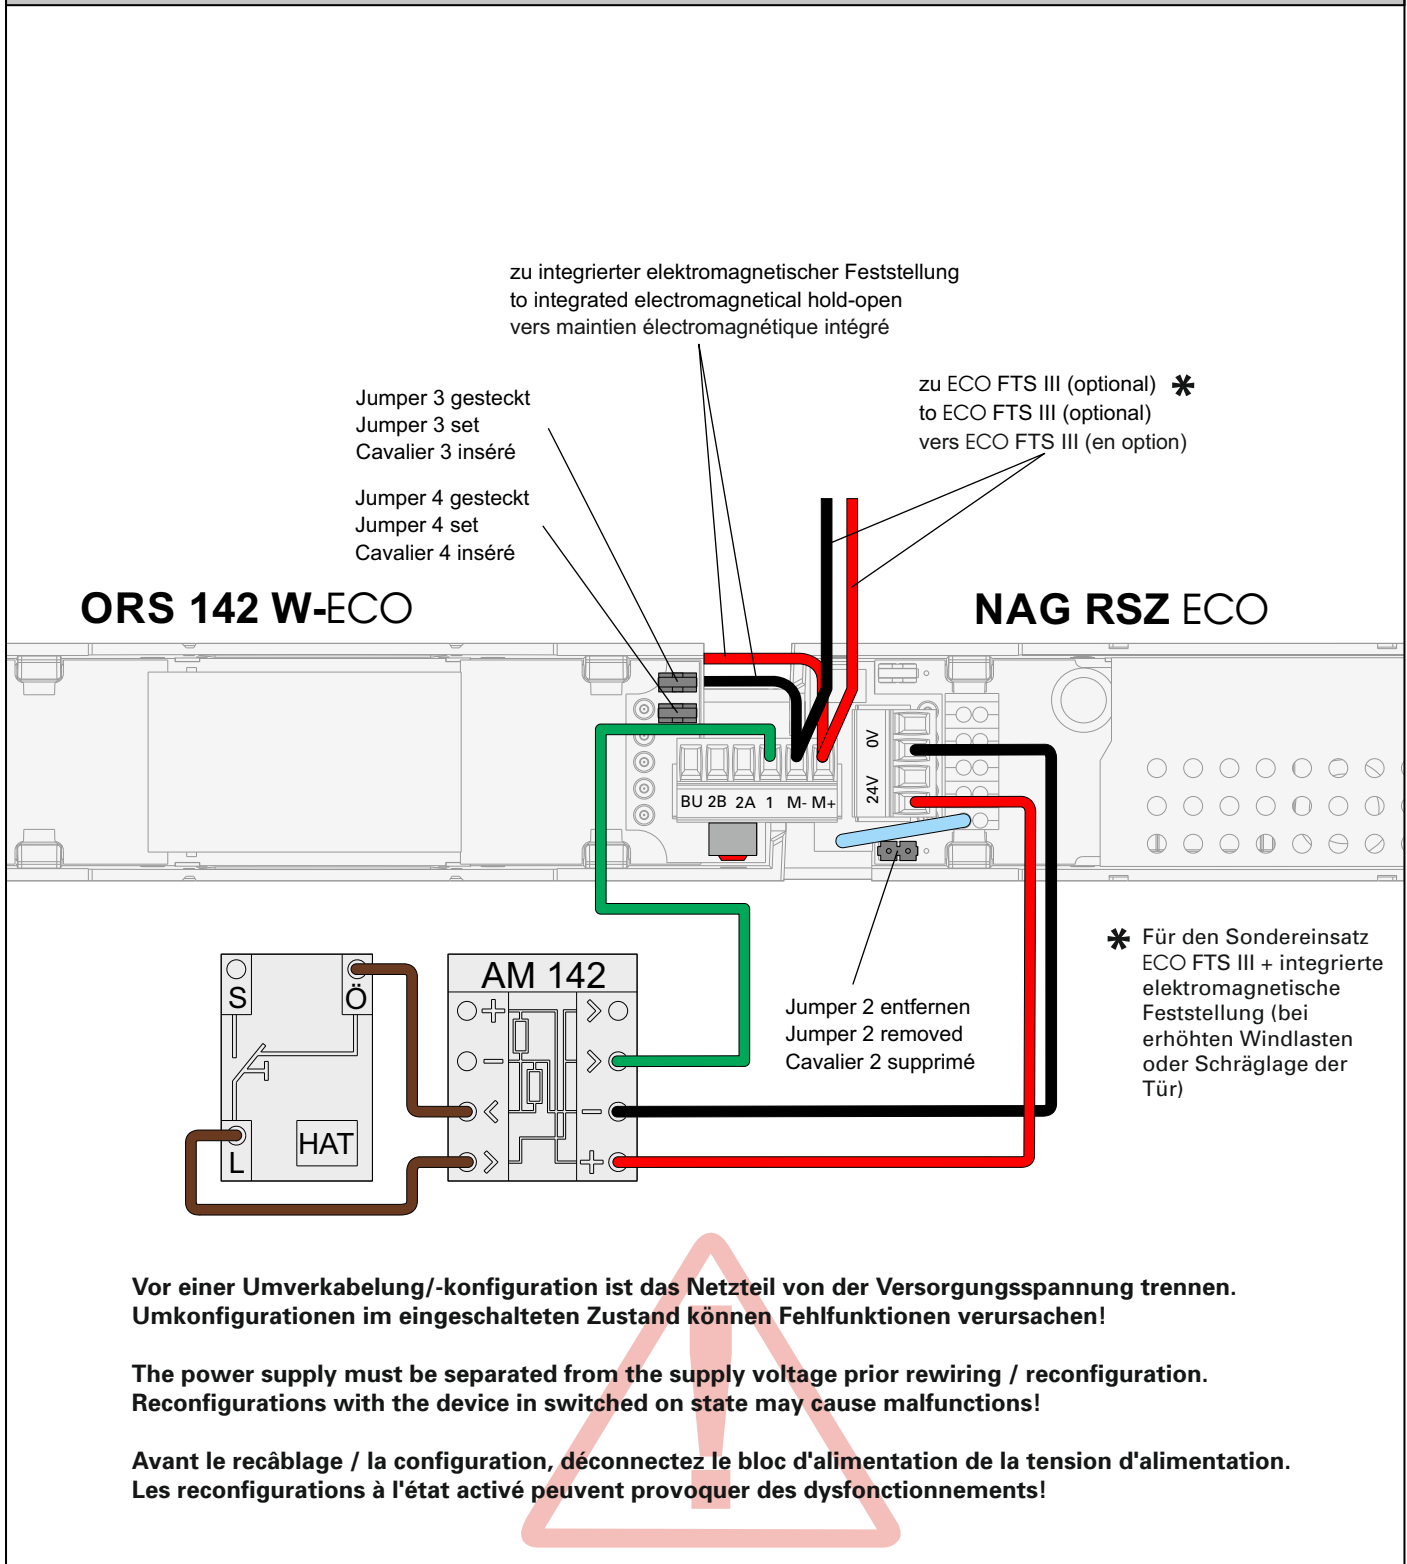 zu integrierter elektromagnetischer Feststellung
to integrated electromagnetical hold-open
vers maintien électromagnétique intégré
zu ECO FTS III (optional) *
to ECO FTS III (optional)
vers ECO FTS III (en option)
Jumper 3 gesteckt
Jumper 3 set
Cavalier 3 inséré
Jumper 4 gesteckt
Jumper 4 set
Cavalier 4 inséré
ORS 142 W-ECO
NAG RSZ ECO
0V
24V
BU 2B 2A 1 M- M+
* Für den Sondereinsatz
ECO FTS III + integrierte
elektromagnetische
Feststellung (bei
erhöhten Windlasten
oder Schräglage der
Tür)
S
Ö
L
HAT
AM 142
+
>
−
>
<
−
>
+
Jumper 2 entfernen
Jumper 2 removed
Cavalier 2 supprimé
Vor einer Umverkabelung/-konfiguration ist das Netzteil von der Versorgungsspannung trennen.
Umkonfigurationen im eingeschalteten Zustand können Fehlfunktionen verursachen!
The power supply must be separated from the supply voltage prior rewiring / reconfiguration.
Reconfigurations with the device in switched on state may cause malfunctions!
Avant le recâblage / la configuration, déconnectez le bloc d'alimentation de la tension d'alimentation.
Les reconfigurations à l'état activé peuvent provoquer des dysfonctionnements!